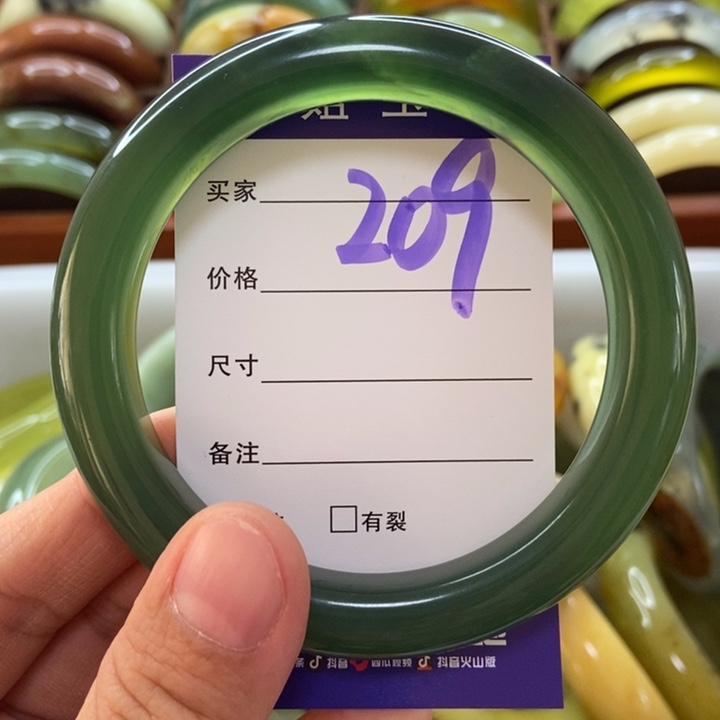 买家 209
价格
尺寸
备注
□有裂
抖音 抖音火山版